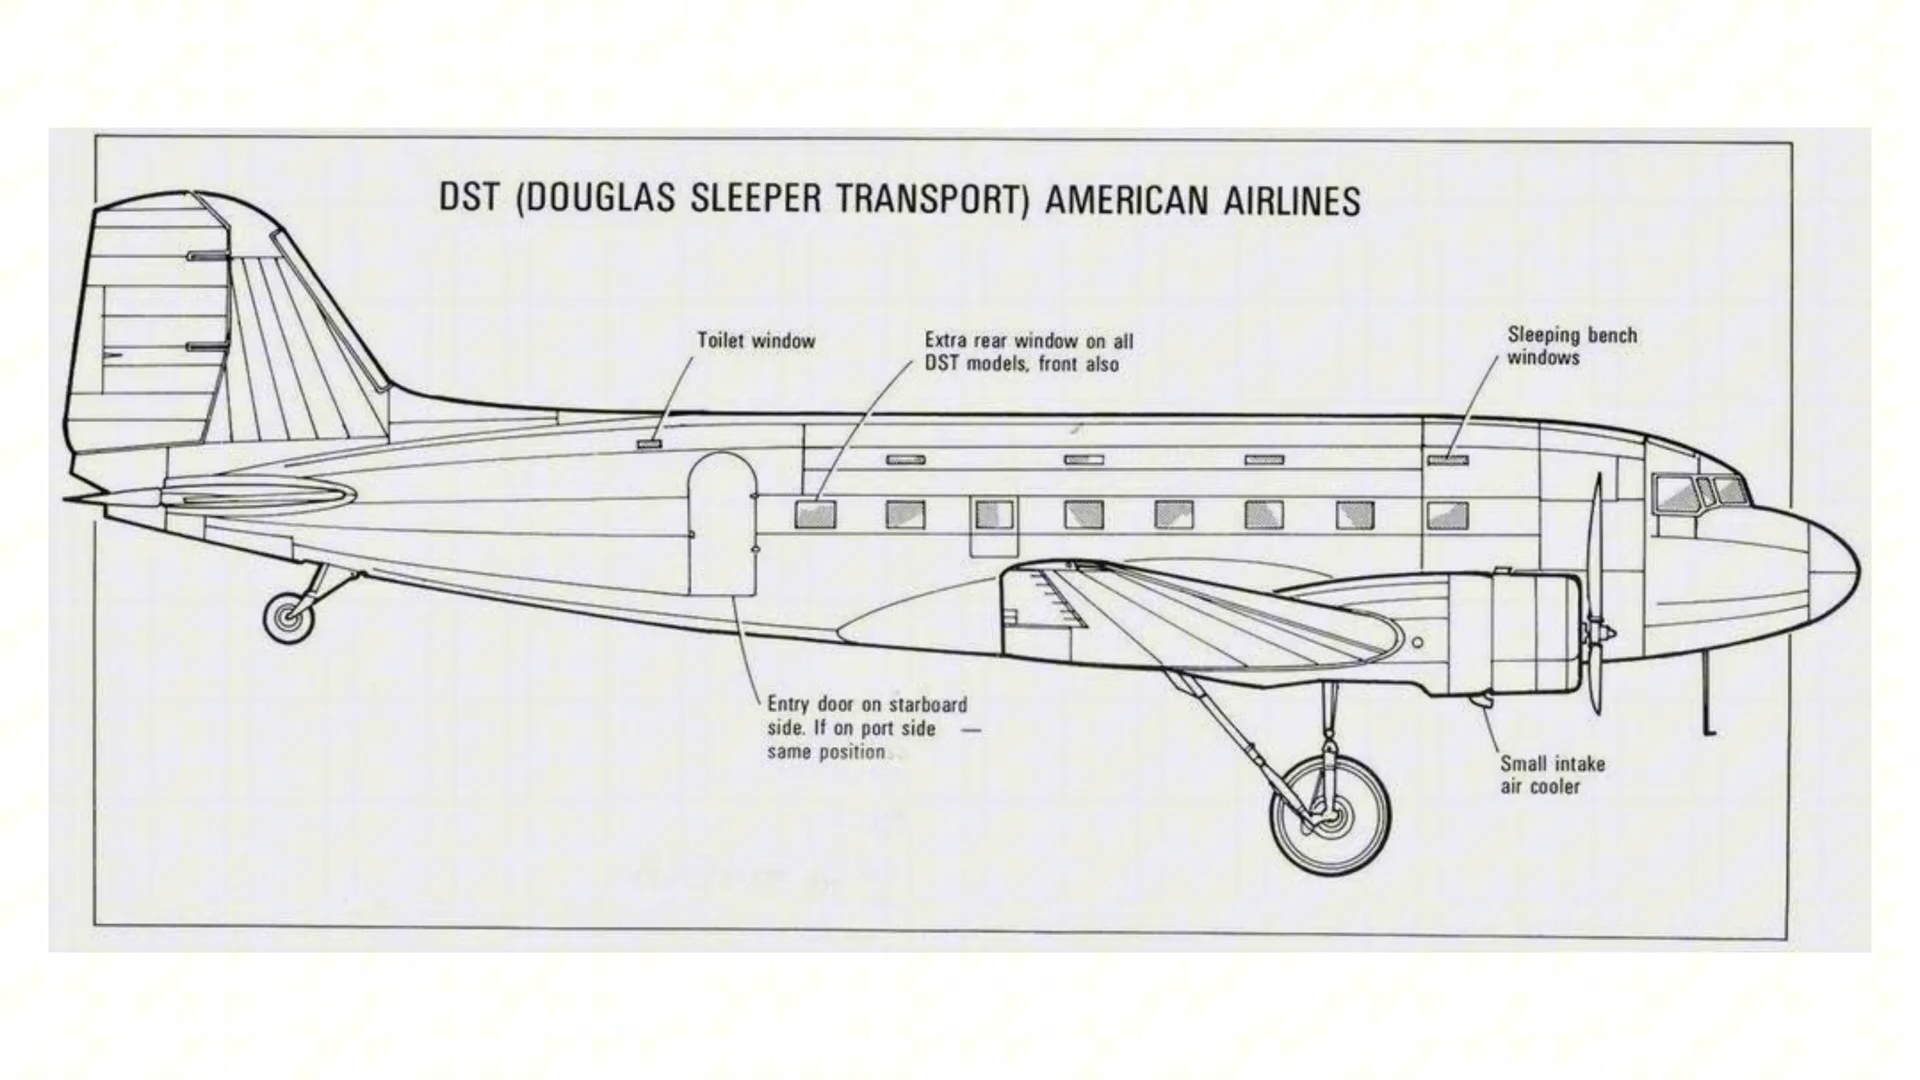 DST (DOUGLAS SLEEPER TRANSPORT) AMERICAN AIRLINES
Toilet window
Extra rear window on all
DST models, front also
Sleeping bench
windows
Entry door on starboard
side. If on port side —
same position
Small intake
air cooler